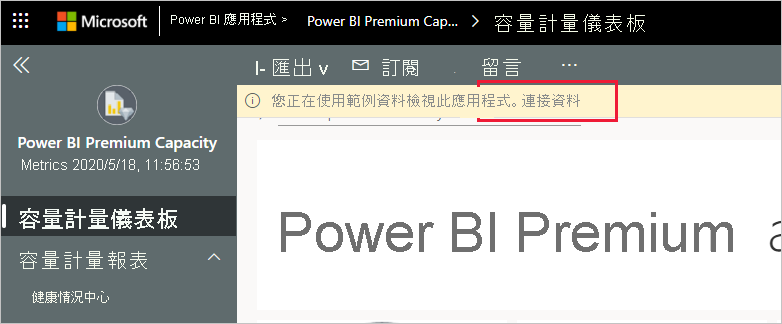 Microsoft Power BI 應用程式 > Power BI Premium Cap... > 容量計量儀表板
I- 匯出 v 訂閱 留言 ...
您正在使用範例資料檢視此應用程式。連接資料
Power BI Premium Capacity
Metrics 2020/5/18, 11:56:53
容量計量儀表板
容量計量報表
健康情況中心
Power BI Premium